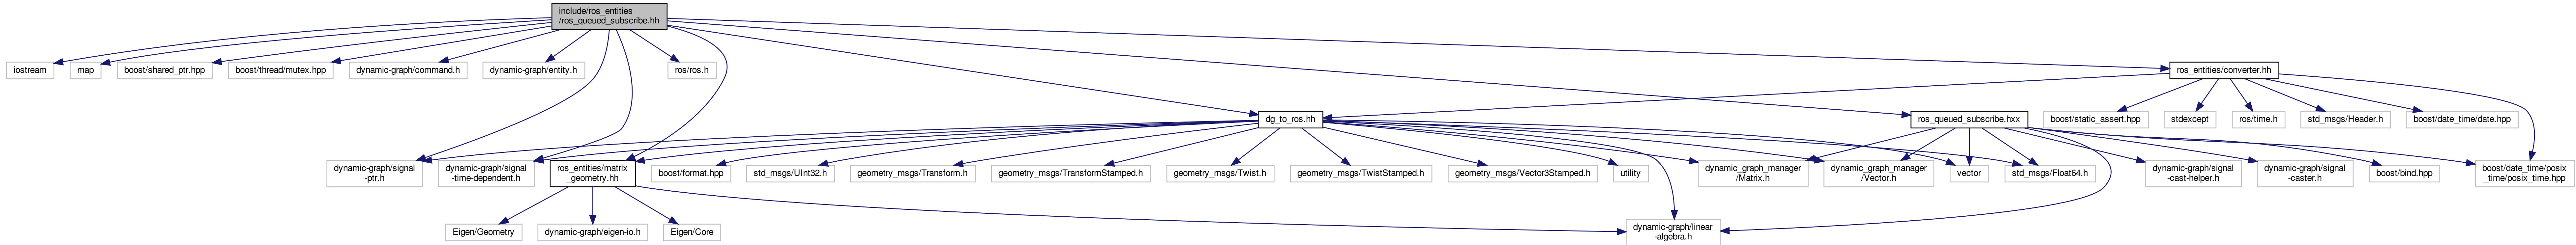 include/ros_entities
/ros_queued_subscribe.hh
iostream
map
boost/shared_ptr.hpp
boost/thread/mutex.hpp
dynamic-graph/command.h
dynamic-graph/entity.h
ros/ros.h
ros_entities/converter.hh
dg_to_ros.hh
ros_queued_subscribe.hxx
boost/static_assert.hpp
stdexcept
ros/time.h
std_msgs/Header.h
boost/date_time/date.hpp
dynamic-graph/signal
-ptr.h
dynamic-graph/signal
-time-dependent.h
ros_entities/matrix
_geometry.hh
boost/format.hpp
std_msgs/UInt32.h
geometry_msgs/Transform.h
geometry_msgs/TransformStamped.h
geometry_msgs/Twist.h
geometry_msgs/TwistStamped.h
geometry_msgs/Vector3Stamped.h
utility
dynamic_graph_manager
/Matrix.h
dynamic_graph_manager
/Vector.h
vector
std_msgs/Float64.h
dynamic-graph/signal
-cast-helper.h
dynamic-graph/signal
-caster.h
boost/bind.hpp
boost/date_time/posix
_time/posix_time.hpp
Eigen/Geometry
dynamic-graph/eigen-io.h
Eigen/Core
dynamic-graph/linear
-algebra.h